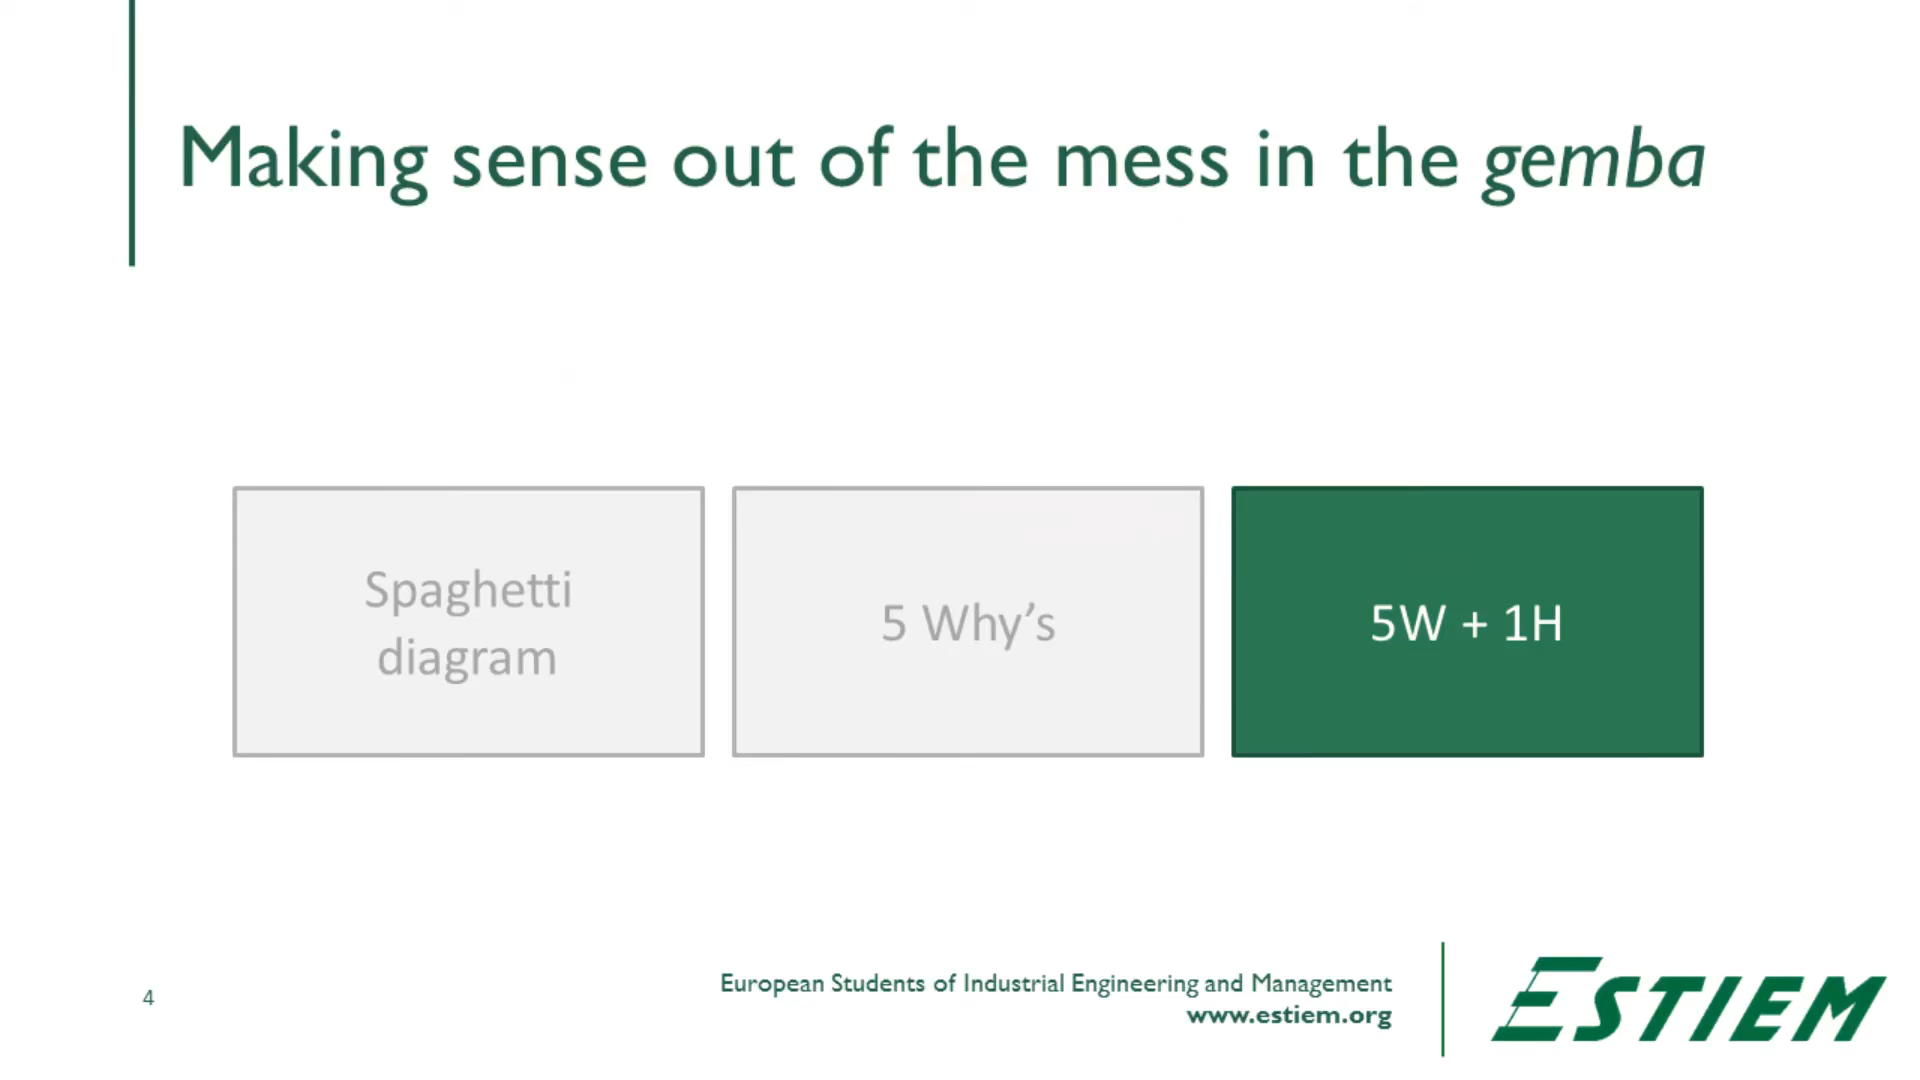 Making sense out of the mess in the gemba
Spaghetti
diagram
5 Why’s
5W + 1H
4
European Students of Industrial Engineering and Management
www.estiem.org
ESTIEM